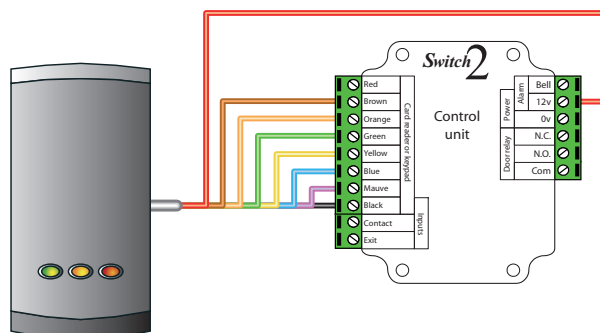 Switch2
Control
unit
Red
Brown
Orange
Green
Yellow
Blue
Mauve
Black
Contact
Exit
Card reader or keypad
Inputs
Alarm
Power
Door relay
Bell
12v
0v
N.C.
N.O.
Com